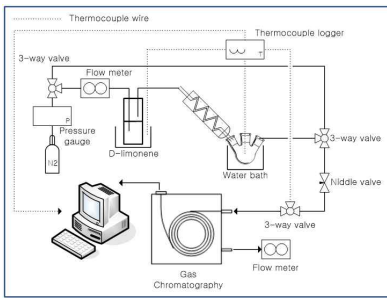 Thermocouple wire
Thermocouple logger
3-way valve
Flow meter
T
P
Pressure
gauge
D-limonene
N2
Water bath
3-way valve
Niddle valve
3-way valve
Gas
Chromatography
Flow meter